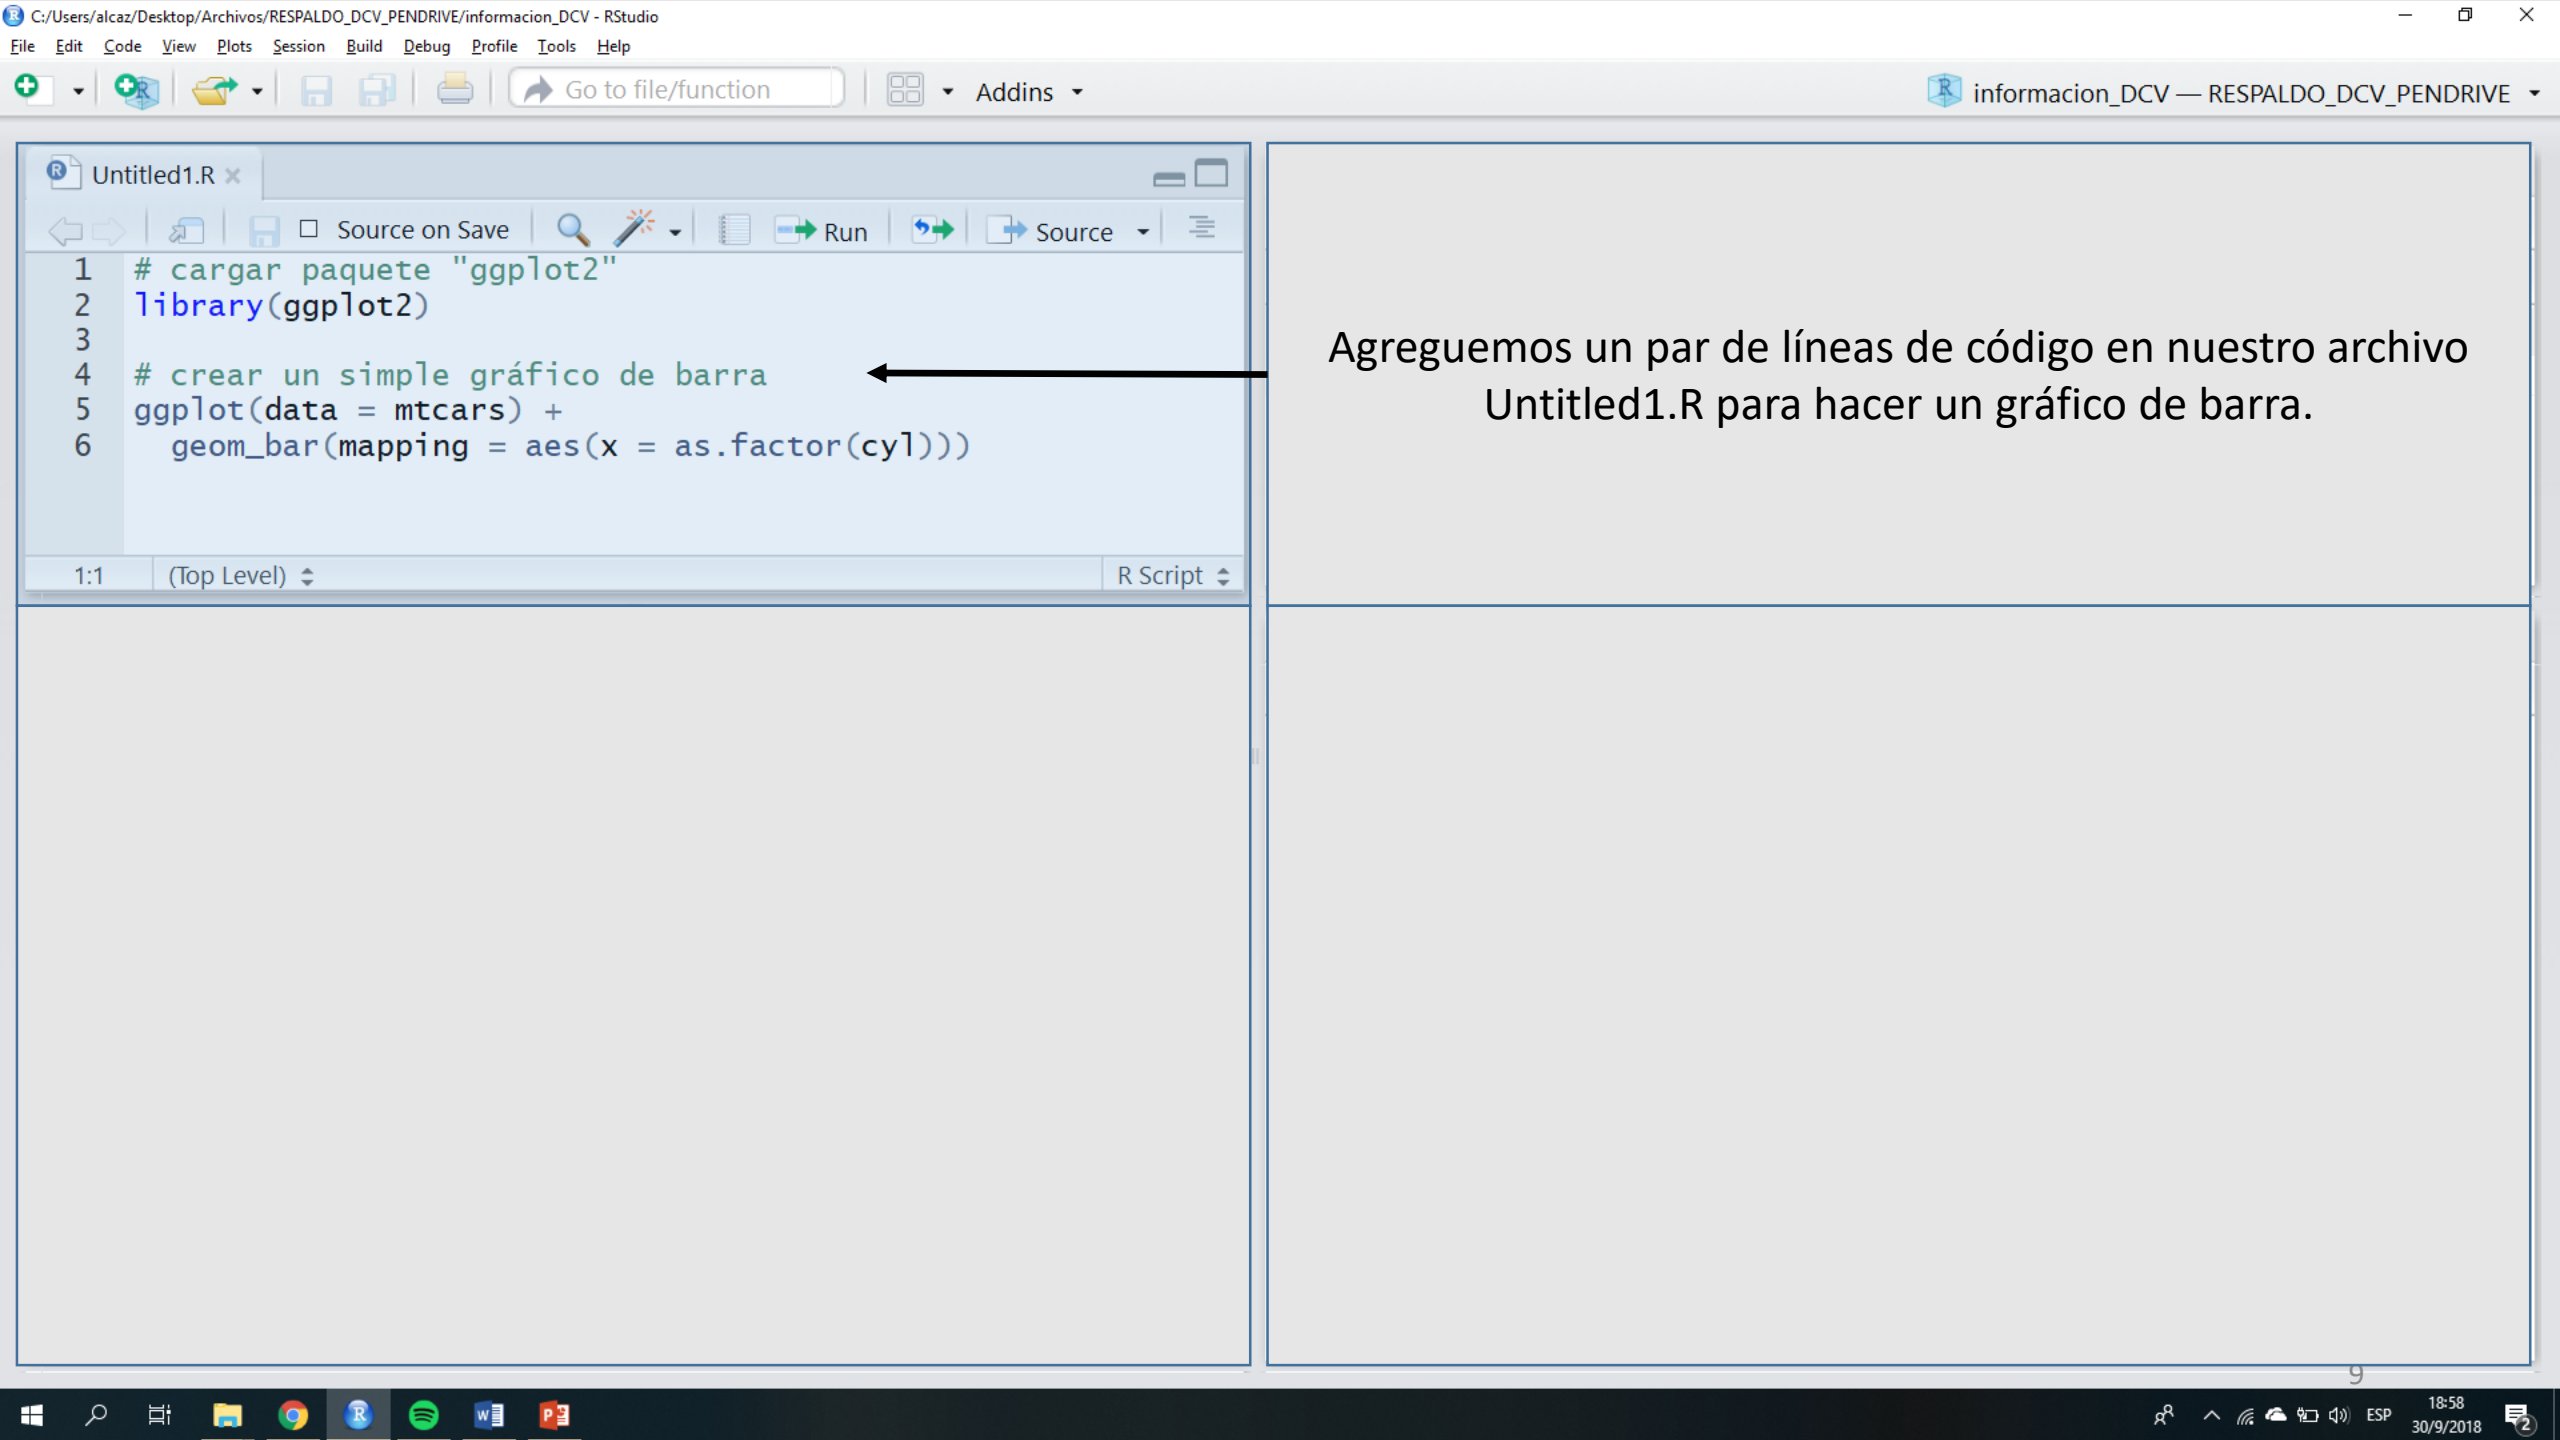 C:/Users/alcaz/Desktop/Archivos/RESPALDO_DCV_PENDRIVE/informacion_DCV - RStudio
File Edit Code View Plots Session Build Debug Profile Tools Help
Go to file/function Addins informacion_DCV — RESPALDO_DCV_PENDRIVE
Untitled1.R
Source on Save Run Source
1 # cargar paquete "ggplot2"
2 library(ggplot2)
3
4 # crear un simple gráfico de barra
5 ggplot(data = mtcars) +
6 geom_bar(mapping = aes(x = as.factor(cyl)))
1:1 (Top Level) R Script
Agreguemos un par de líneas de código en nuestro archivo
Untitled1.R para hacer un gráfico de barra.
9
ESP 18:58
30/9/2018 2